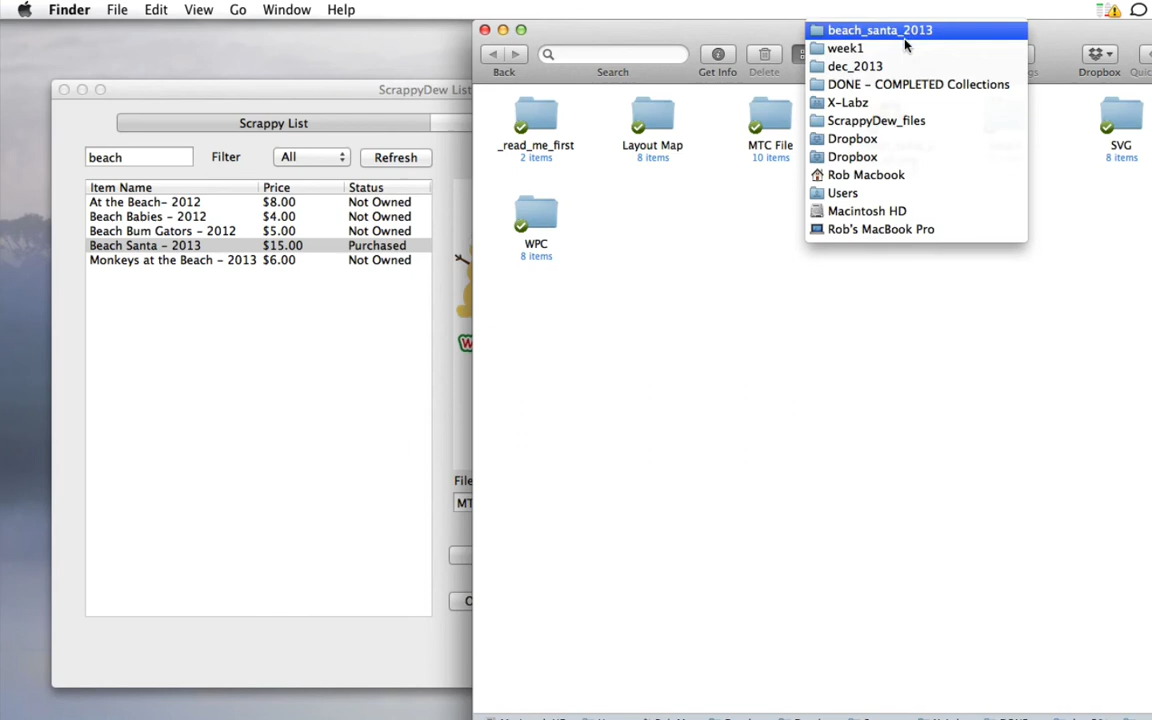 Finder File Edit View Go Window Help
ScrappyDew List
Scrappy List
beach Filter All Refresh
Item Name Price Status
At the Beach- 2012 $8.00 Not Owned
Beach Babies - 2012 $4.00 Not Owned
Beach Bum Gators - 2012 $5.00 Not Owned
Beach Santa - 2013 $15.00 Purchased
Monkeys at the Beach - 2013 $6.00 Not Owned
File
MT
Back Search Get Info Delete Dropbox Quic
_read_me_first
2 items
Layout Map
8 items
MTC File
10 items
SVG
8 items
WPC
8 items
beach_santa_2013
week1
dec_2013
DONE - COMPLETED Collections
X-Labz
ScrappyDew_files
Dropbox
Dropbox
Rob Macbook
Users
Macintosh HD
Rob's MacBook Pro